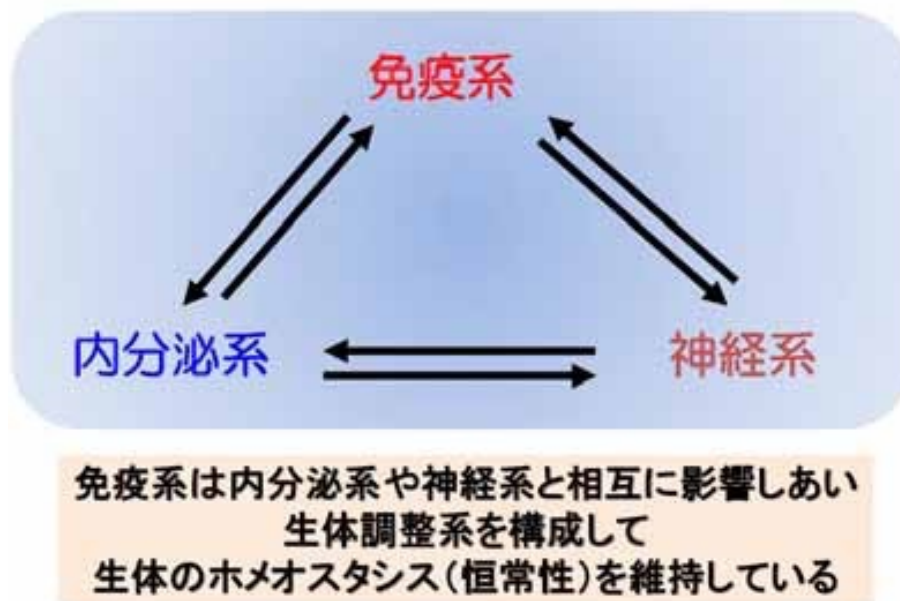 免疫系
内分泌系
神経系
免疫系は内分泌系や神経系と相互に影響しあい
生体調整系を構成して
生体のホメオスタシス（恒常性）を維持している